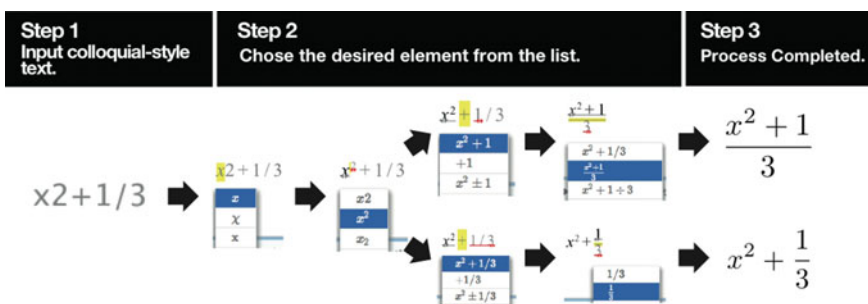 Step 1
Input colloquial-style
text.
Step 2
Chose the desired element from the list.
Step 3
Process Completed.
x2+1/3
x2+1/3
x
χ
x
x²+1/3
x2
x²
x₂
x²+1/3
x²+1
+1
x²±1
x²+1
3
x²+1/3
x²+1
3
x²+1÷3
x²+1
3
x²+1/3
x²+1/3
+1/3
x²±1/3
x²+1
3
1/3
1
3
x²+1
3